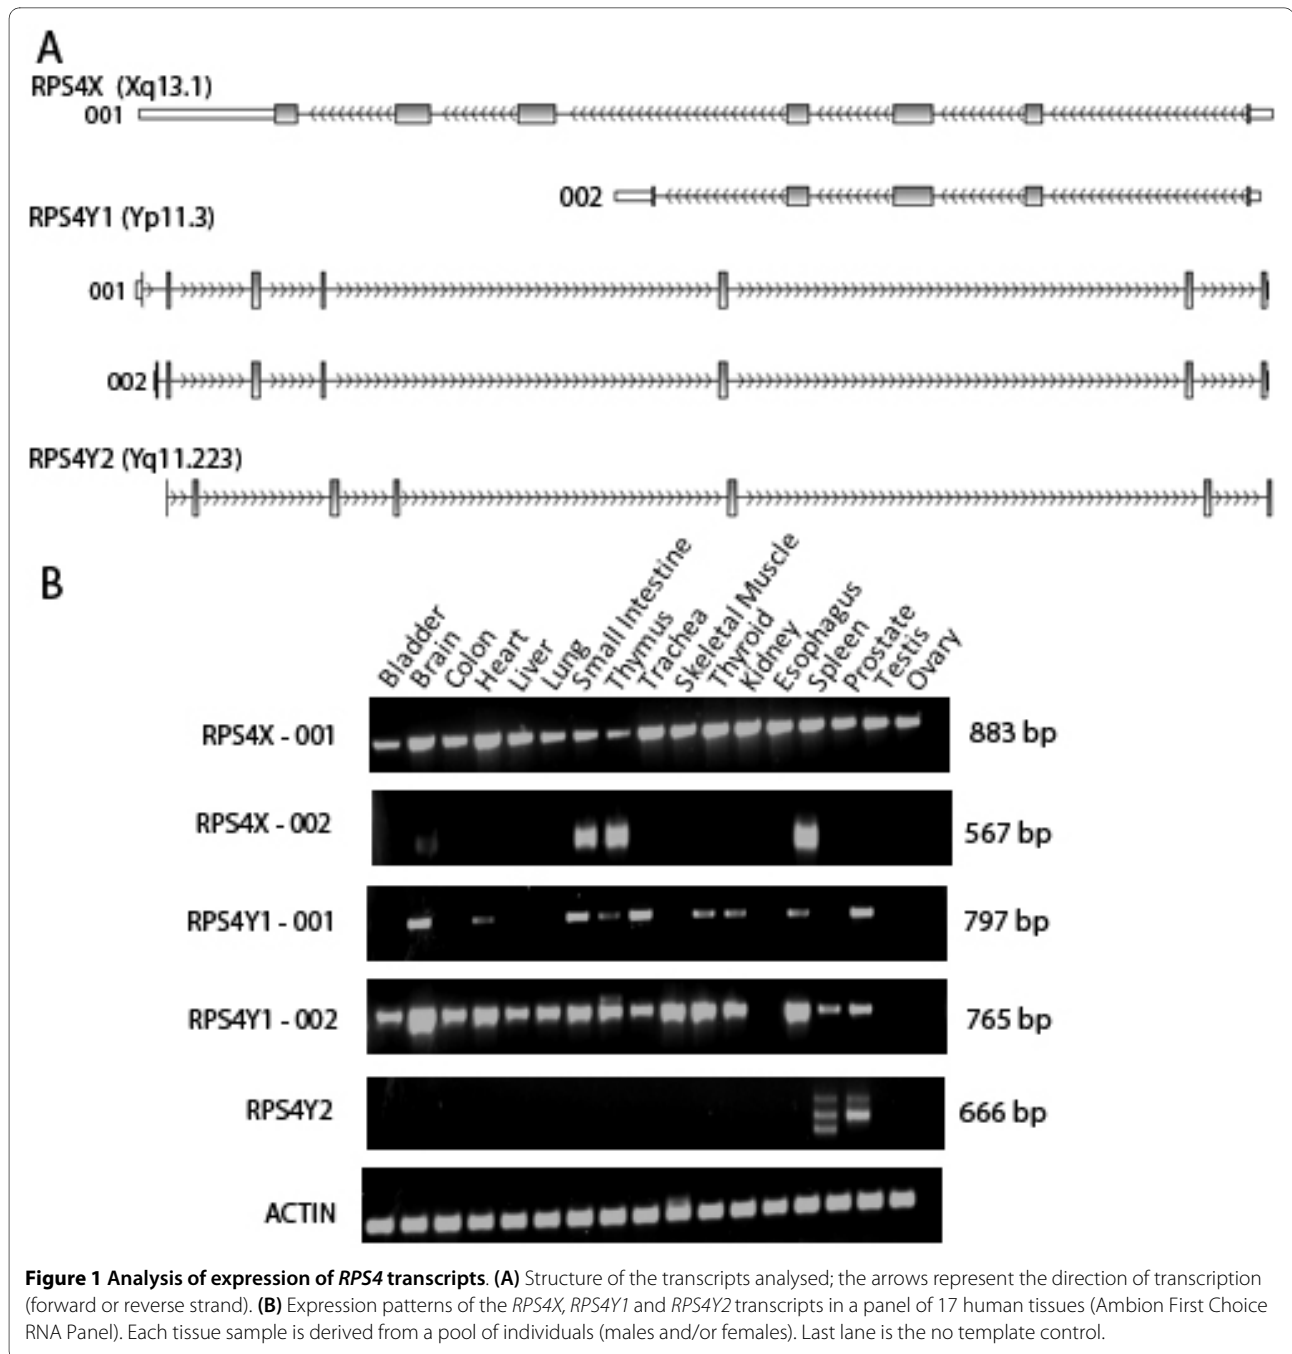 A
RPS4X (Xq13.1)
001
002
RPS4Y1 (Yp11.3)
001
002
RPS4Y2 (Yq11.223)
B
Bladder
Brain
Colon
Heart
Liver
Lung
Small Intestine
Thymus
Trachea
Skeletal Muscle
Thyroid
Kidney
Esophagus
Spleen
Prostate
Testis
Ovary
RPS4X - 001 883 bp
RPS4X - 002 567 bp
RPS4Y1 - 001 797 bp
RPS4Y1 - 002 765 bp
RPS4Y2 666 bp
ACTIN
Figure 1 Analysis of expression of RPS4 transcripts. (A) Structure of the transcripts analysed; the arrows represent the direction of transcription
(forward or reverse strand). (B) Expression patterns of the RPS4X, RPS4Y1 and RPS4Y2 transcripts in a panel of 17 human tissues (Ambion First Choice
RNA Panel). Each tissue sample is derived from a pool of individuals (males and/or females). Last lane is the no template control.